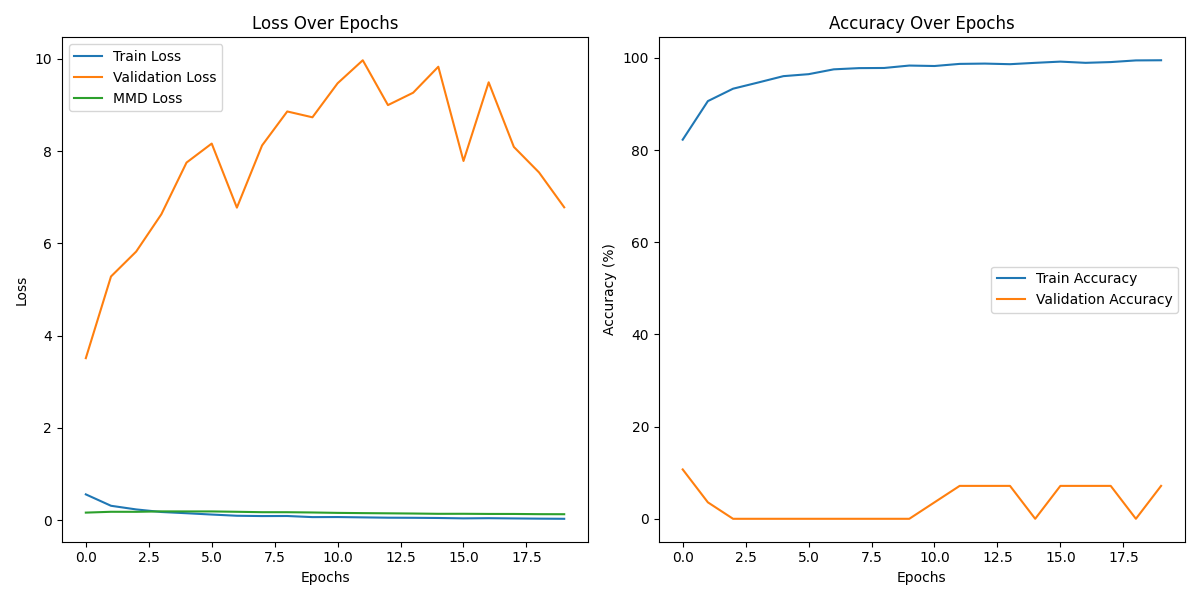 Loss Over Epochs
Train Loss
Validation Loss
MMD Loss
10
8
6
4
2
0
Loss
0.0 2.5 5.0 7.5 10.0 12.5 15.0 17.5
Epochs
Accuracy Over Epochs
100
80
60
40
20
0
Accuracy (%)
Train Accuracy
Validation Accuracy
0.0 2.5 5.0 7.5 10.0 12.5 15.0 17.5
Epochs